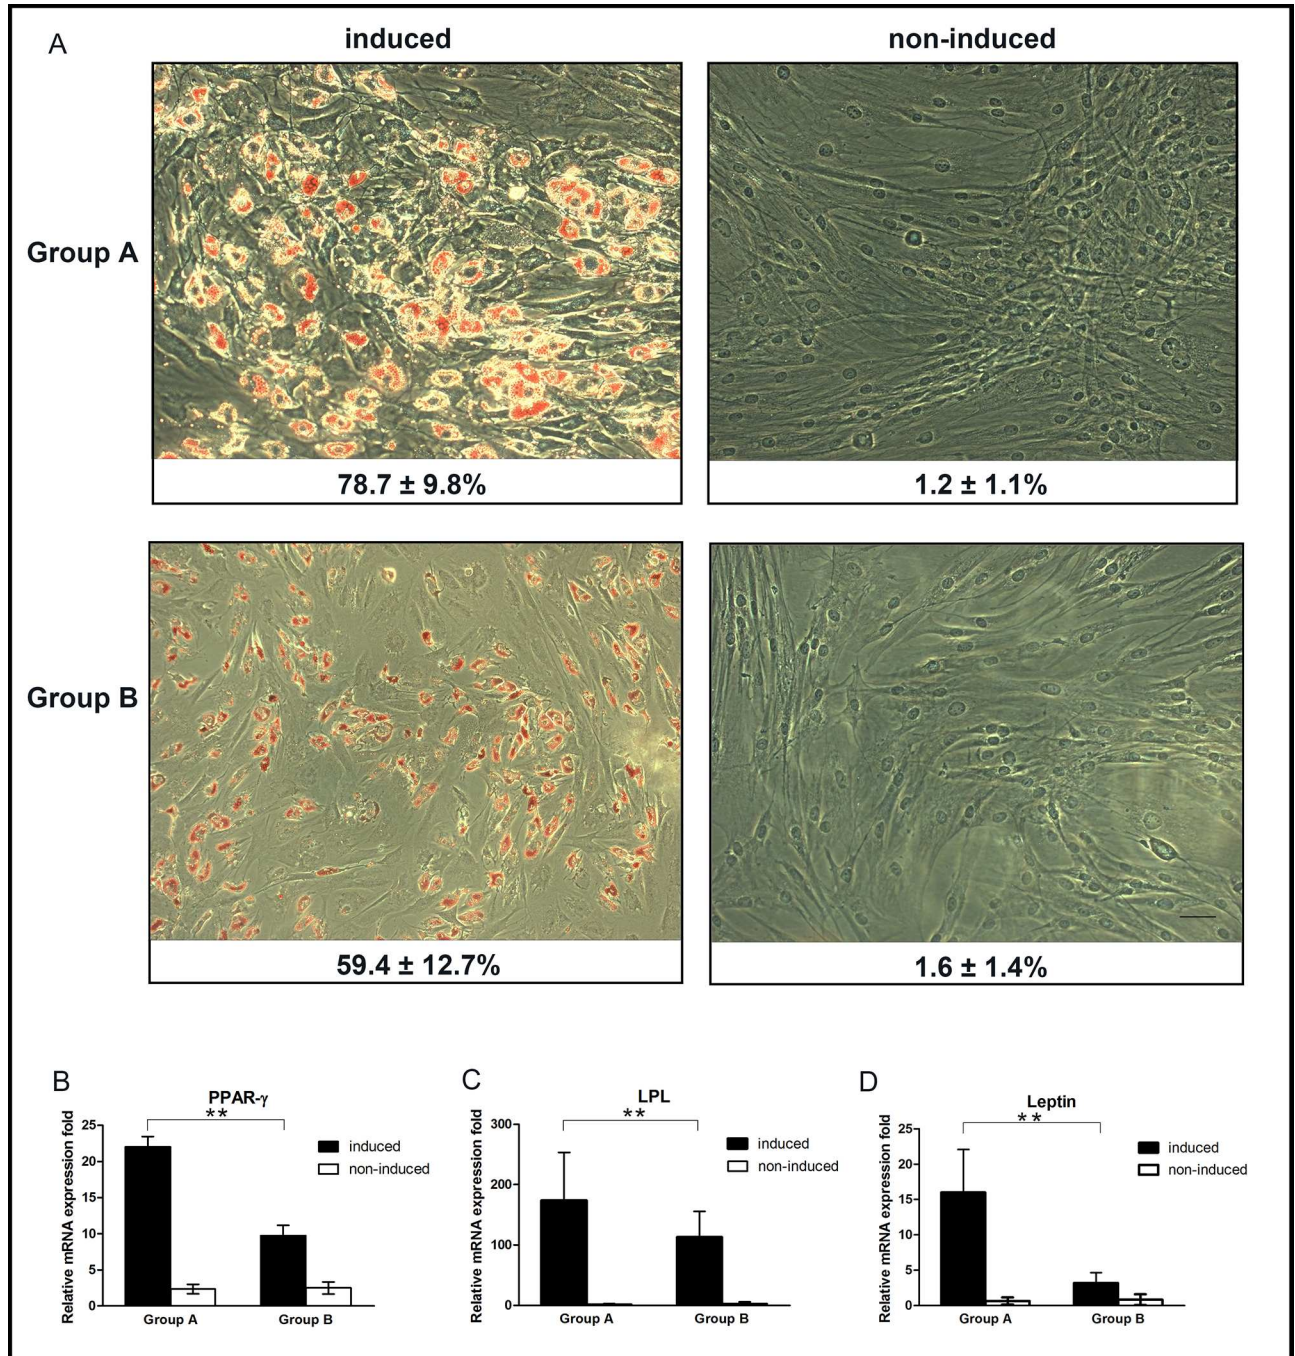 A
induced
non-induced
Group A
78.7 ± 9.8%
1.2 ± 1.1%
Group B
59.4 ± 12.7%
1.6 ± 1.4%
B
PPAR-γ
**
Relative mRNA expression fold
25
20
15
10
5
0
induced
non-induced
Group A
Group B
C
LPL
**
Relative mRNA expression fold
300
200
100
0
induced
non-induced
Group A
Group B
D
Leptin
**
Relative mRNA expression fold
25
20
15
10
5
0
induced
non-induced
Group A
Group B